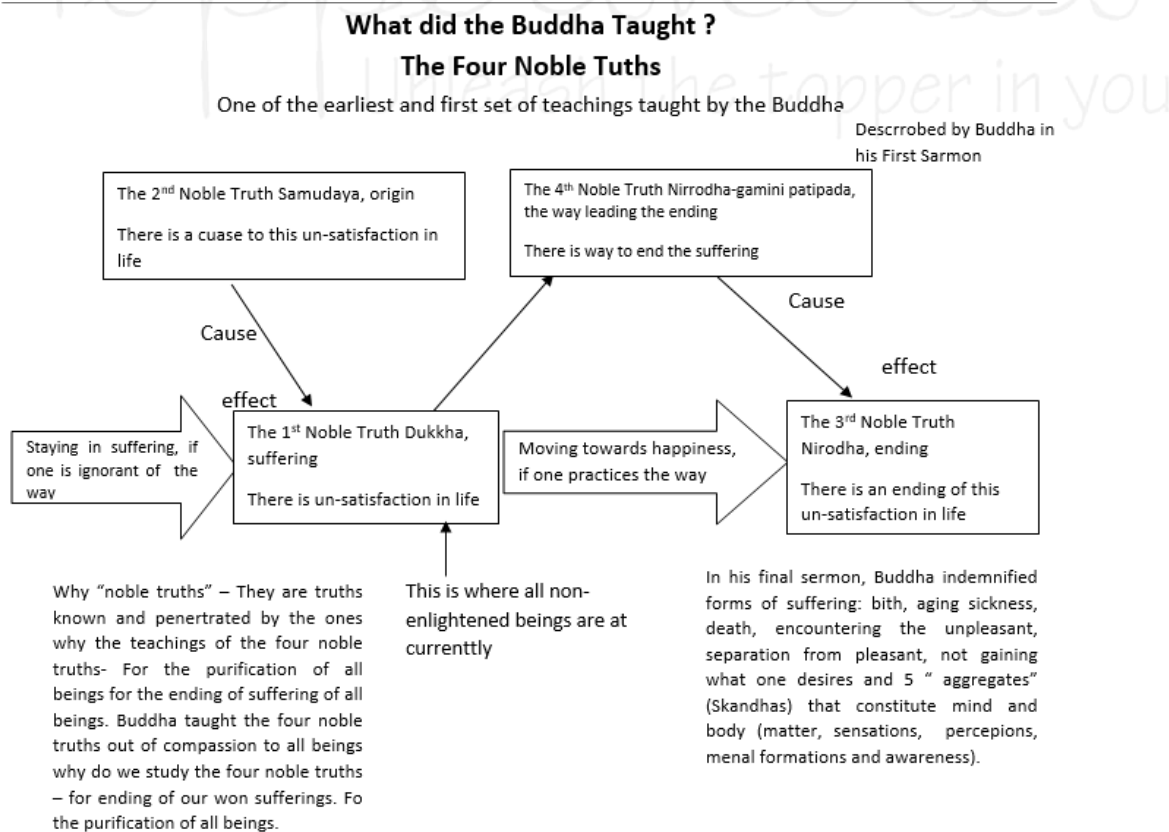 What did the Buddha Taught ?
The Four Noble Tuths
Unleash the topper in you
One of the earliest and first set of teachings taught by the Buddha
Descrrobed by Buddha in
his First Sarmon
The 2nd Noble Truth Samudaya, origin
There is a cuase to this un-satisfaction in
life
The 4th Noble Truth Nirrodha-gamini patipada,
the way leading the ending
There is way to end the suffering
Cause
Cause
effect
effect
Staying in suffering, if
one is ignorant of the
way
The 1st Noble Truth Dukkha,
suffering
There is un-satisfaction in life
Moving towards happiness,
if one practices the way
The 3rd Noble Truth
Nirodha, ending
There is an ending of this
un-satisfaction in life
Why “noble truths” – They are truths
known and penertrated by the ones
why the teachings of the four noble
truths- For the purification of all
beings for the ending of suffering of all
beings. Buddha taught the four noble
truths out of compassion to all beings
why do we study the four noble truths
– for ending of our won sufferings. Fo
the purification of all beings.
This is where all non-
enlightened beings are at
currenttly
In his final sermon, Buddha indemnified
forms of suffering: bith, aging sickness,
death, encountering the unpleasant,
separation from pleasant, not gaining
what one desires and 5 “ aggregates”
(Skandhas) that constitute mind and
body (matter, sensations, percepions,
menal formations and awareness).